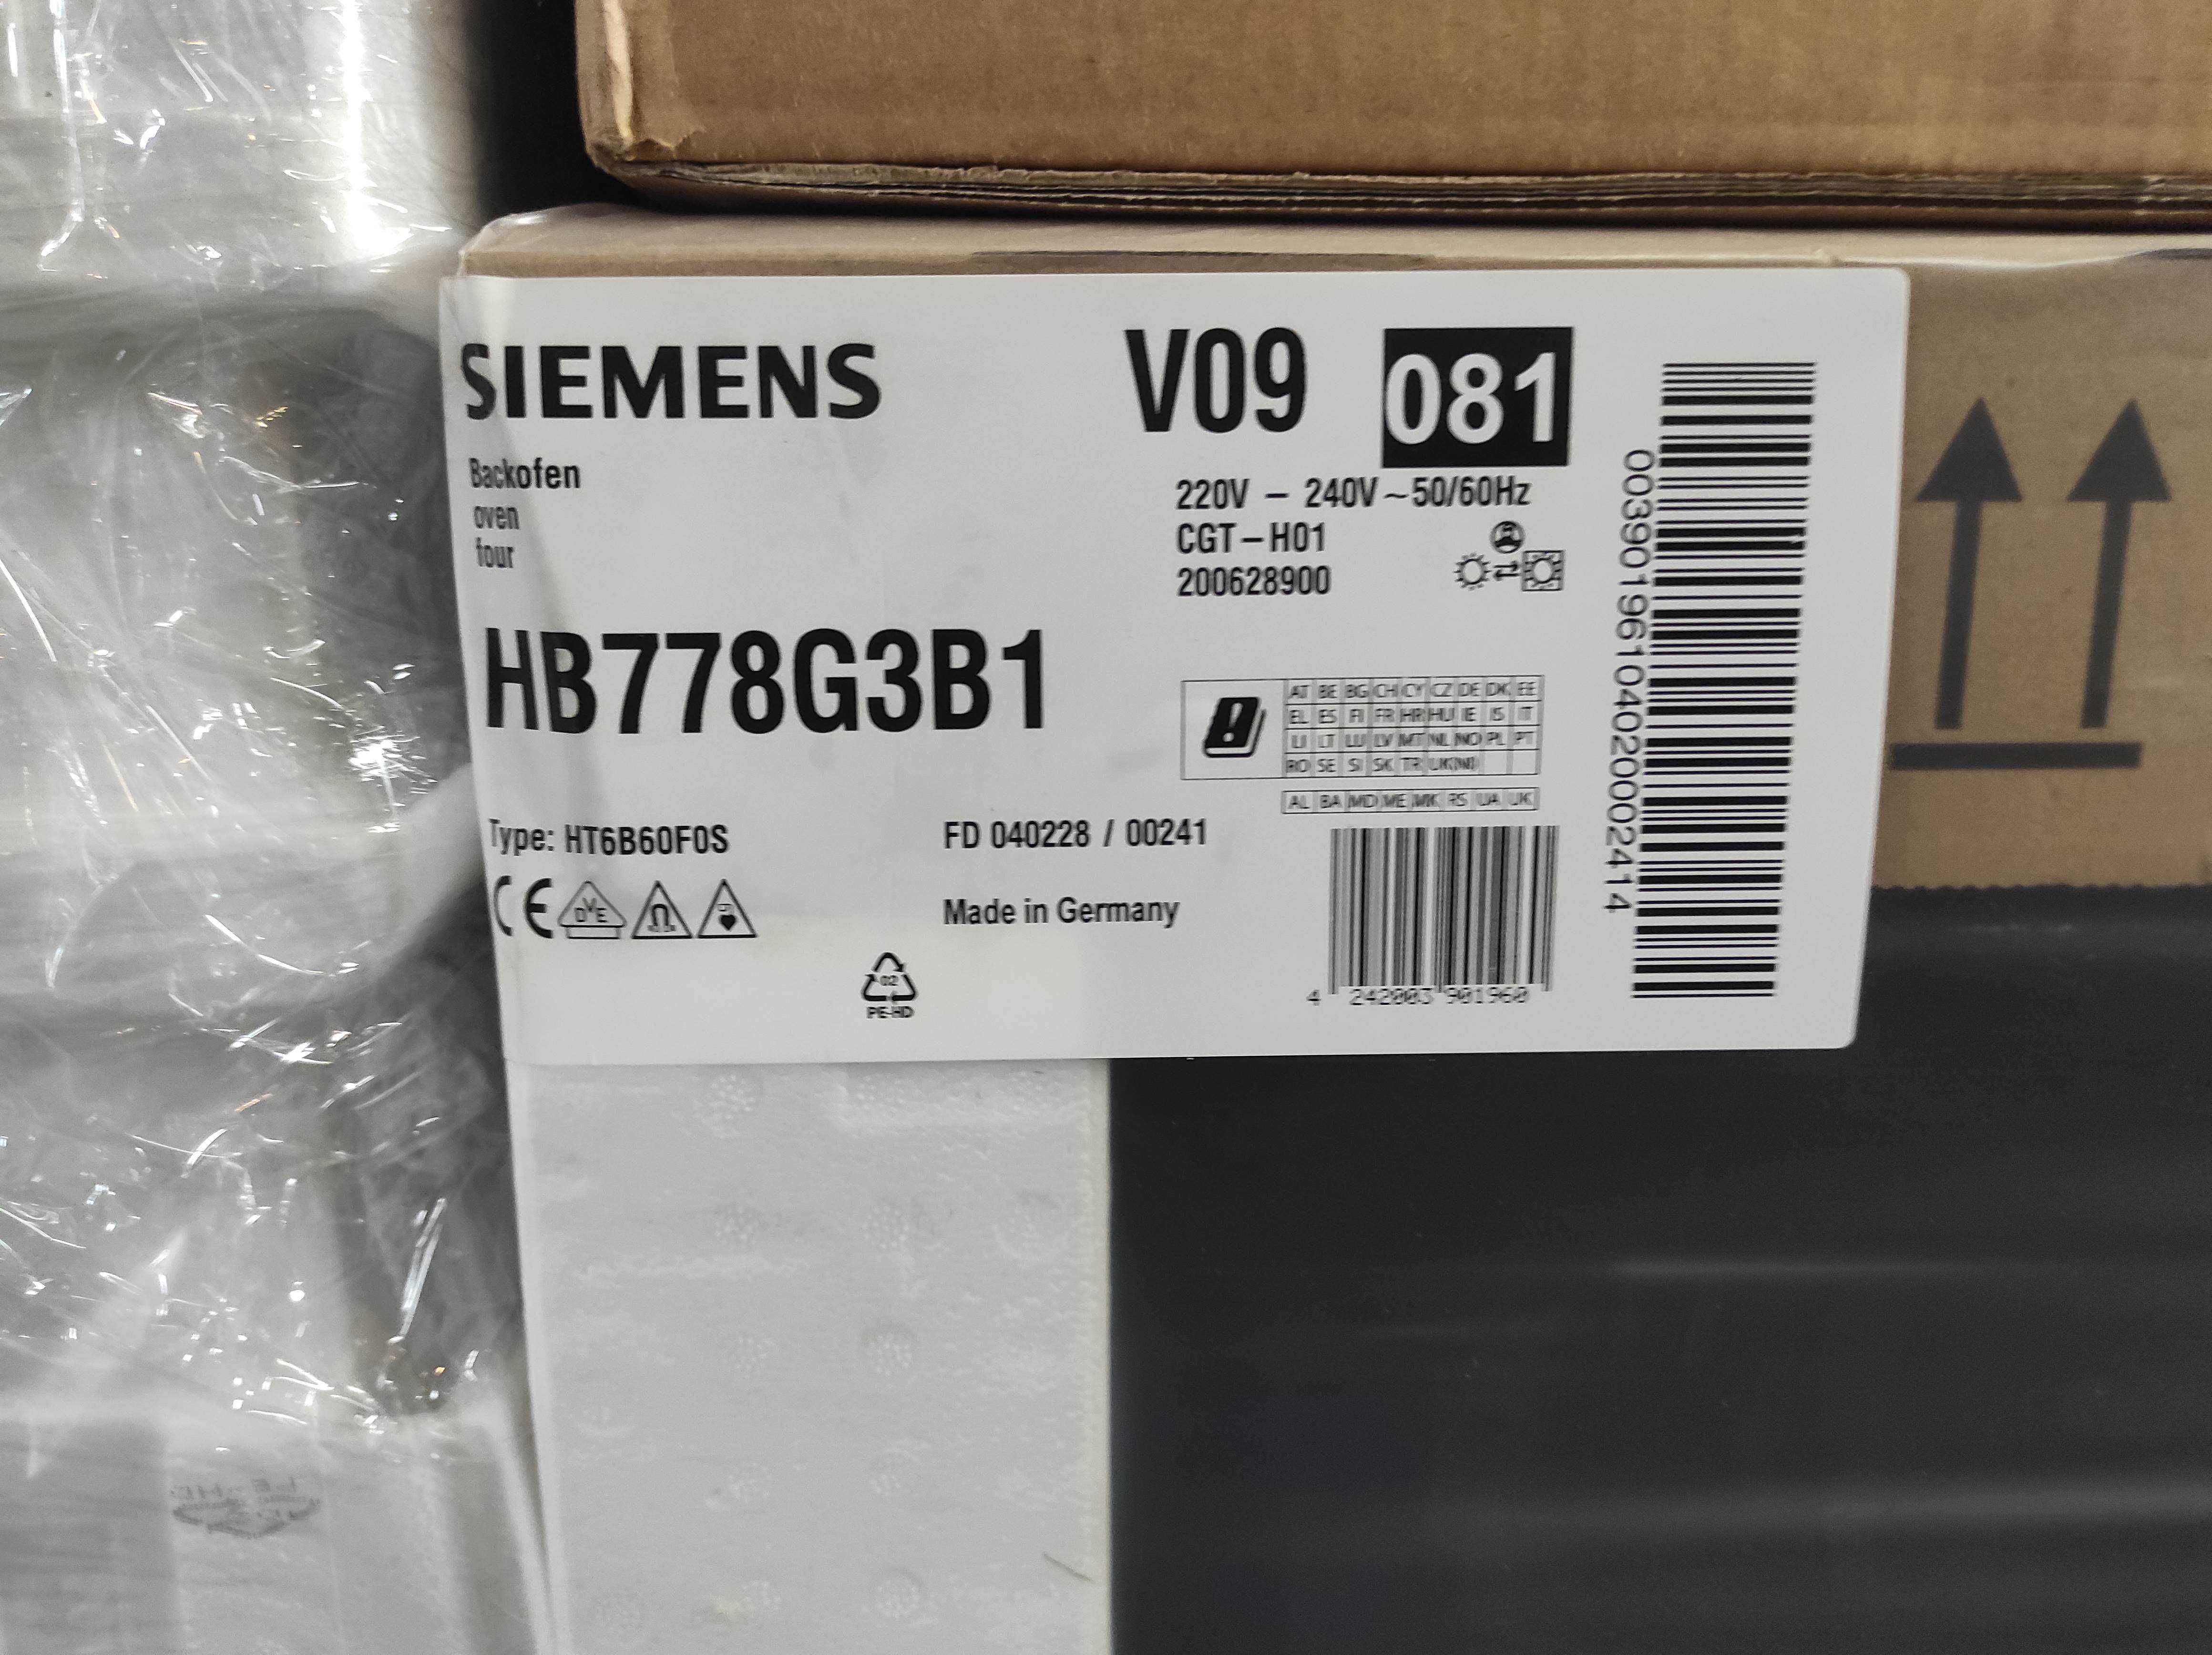 SIEMENS
V09 081
Backofen
oven
four
220V – 240V ~ 50/60Hz
CGT – H01
200628900
HB778G3B1
AT BE BG CH CY CZ DE DK EE
EL ES FI FR HR HU IE IS IT
LI LT LU LV MT NL NO PL PT
RO SE SI SK TR UK(NI)
AL BA MD ME MK RS UA UK
Type: HT6B60F0S
FD 040228 / 00241
CE DVE
Made in Germany
02
PE-HD
4 242003 901960
003901961040200002414